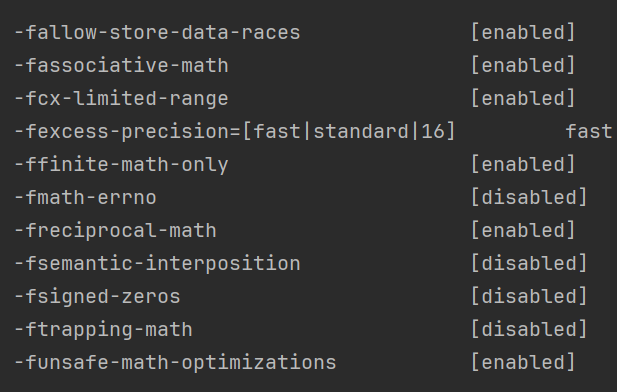 -fallow-store-data-races [enabled]
-fassociative-math [enabled]
-fcx-limited-range [enabled]
-fexcess-precision=[fast|standard|16] fast
-ffinite-math-only [enabled]
-fmath-errno [disabled]
-freciprocal-math [enabled]
-fsemantic-interposition [disabled]
-fsigned-zeros [disabled]
-ftrapping-math [disabled]
-funsafe-math-optimizations [enabled]